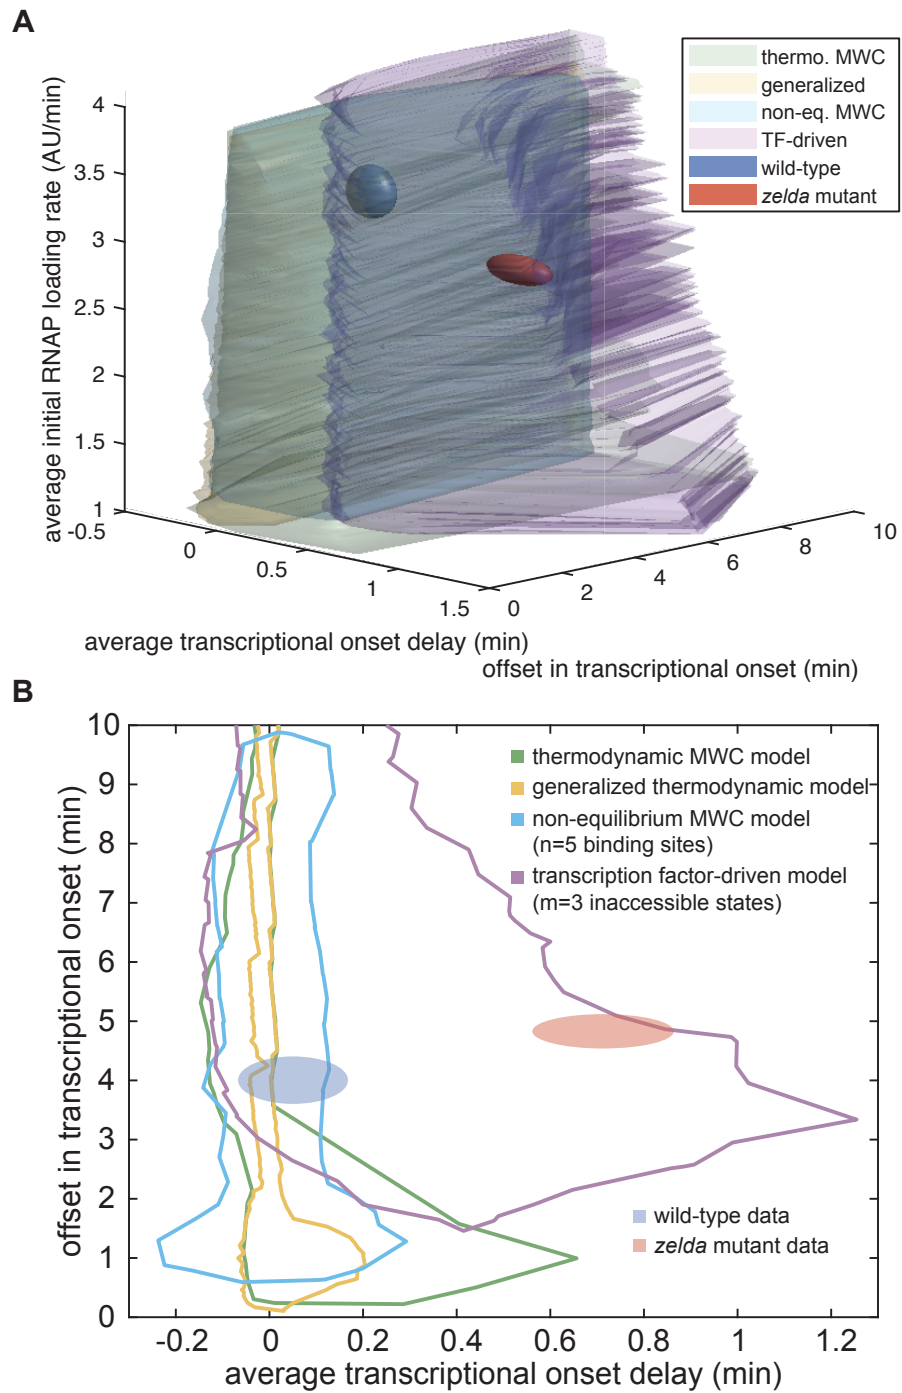 A
thermo. MWC
generalized
non-eq. MWC
TF-driven
wild-type
zelda mutant
average initial RNAP loading rate (AU/min)
4
3.5
3
2.5
2
1.5
1
-0.5
0
0.5
1
1.5
0
2
4
6
8
10
average transcriptional onset delay (min)
offset in transcriptional onset (min)
B
offset in transcriptional onset (min)
10
9
8
7
6
5
4
3
2
1
0
thermodynamic MWC model
generalized thermodynamic model
non-equilibrium MWC model
(n=5 binding sites)
transcription factor-driven model
(m=3 inaccessible states)
wild-type data
zelda mutant data
-0.2
0
0.2
0.4
0.6
0.8
1
1.2
average transcriptional onset delay (min)